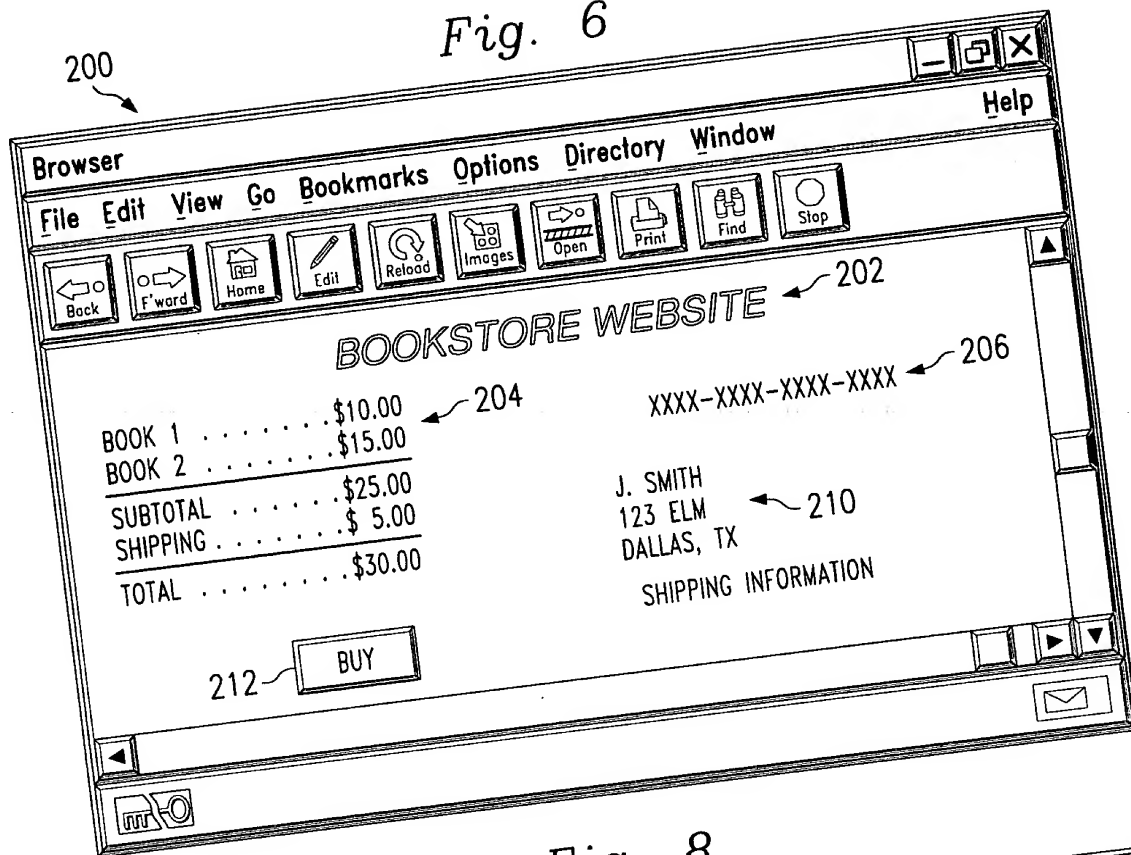 Fig. 6
200
Browser
File Edit View Go Bookmarks Options Directory Window Help
Back F'ward Home Edit Reload Images Open Print Find Stop
BOOKSTORE WEBSITE 202
BOOK 1 . . . . . . . $10.00 204
BOOK 2 . . . . . . . $15.00
SUBTOTAL . . . . . . $25.00
SHIPPING . . . . . . . $ 5.00
TOTAL . . . . . . . . $30.00
XXXX-XXXX-XXXX-XXXX 206
J. SMITH
123 ELM 210
DALLAS, TX
SHIPPING INFORMATION
212 BUY
Fig. 8